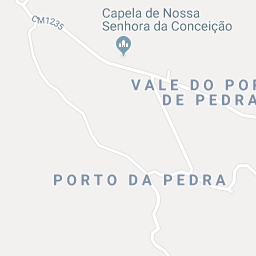 Capela de Nossa
Senhora da Conceição
CM1235
VALE DO POR
DE PEDRA
PORTO DA PEDRA